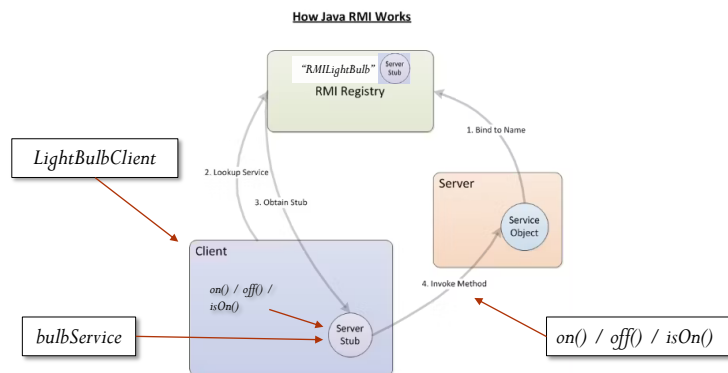 How Java RMI Works
"RMILightBulb"
Server
Stub
RMI Registry
1. Bind to Name
LightBulbClient
2. Lookup Service
3. Obtain Stub
Server
Service
Object
Client
on() / off() /
isOn()
4. Invoke Method
bulbService
Server
Stub
on() / off() / isOn()